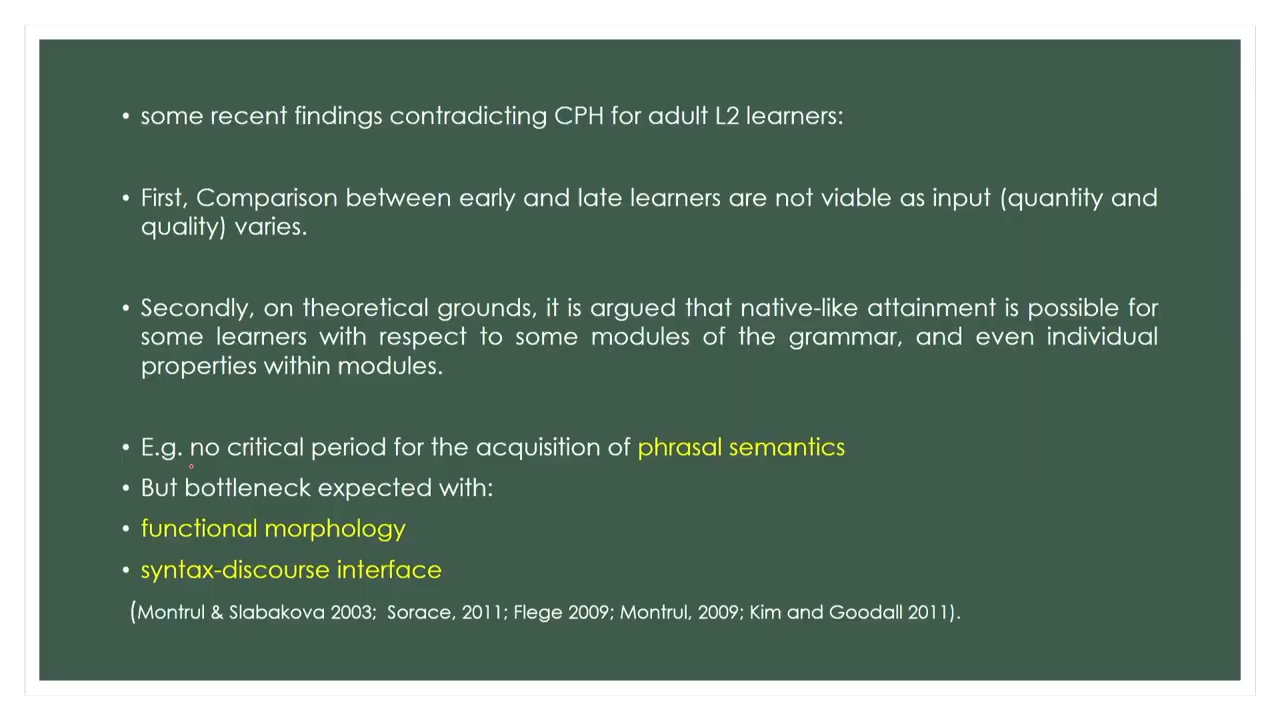 • some recent findings contradicting CPH for adult L2 learners:
• First, Comparison between early and late learners are not viable as input (quantity and
quality) varies.
• Secondly, on theoretical grounds, it is argued that native-like attainment is possible for
some learners with respect to some modules of the grammar, and even individual
properties within modules.
• E.g. no critical period for the acquisition of phrasal semantics
• But bottleneck expected with:
• functional morphology
• syntax-discourse interface
(Montrul & Slabakova 2003; Sorace, 2011; Flege 2009; Montrul, 2009; Kim and Goodall 2011).